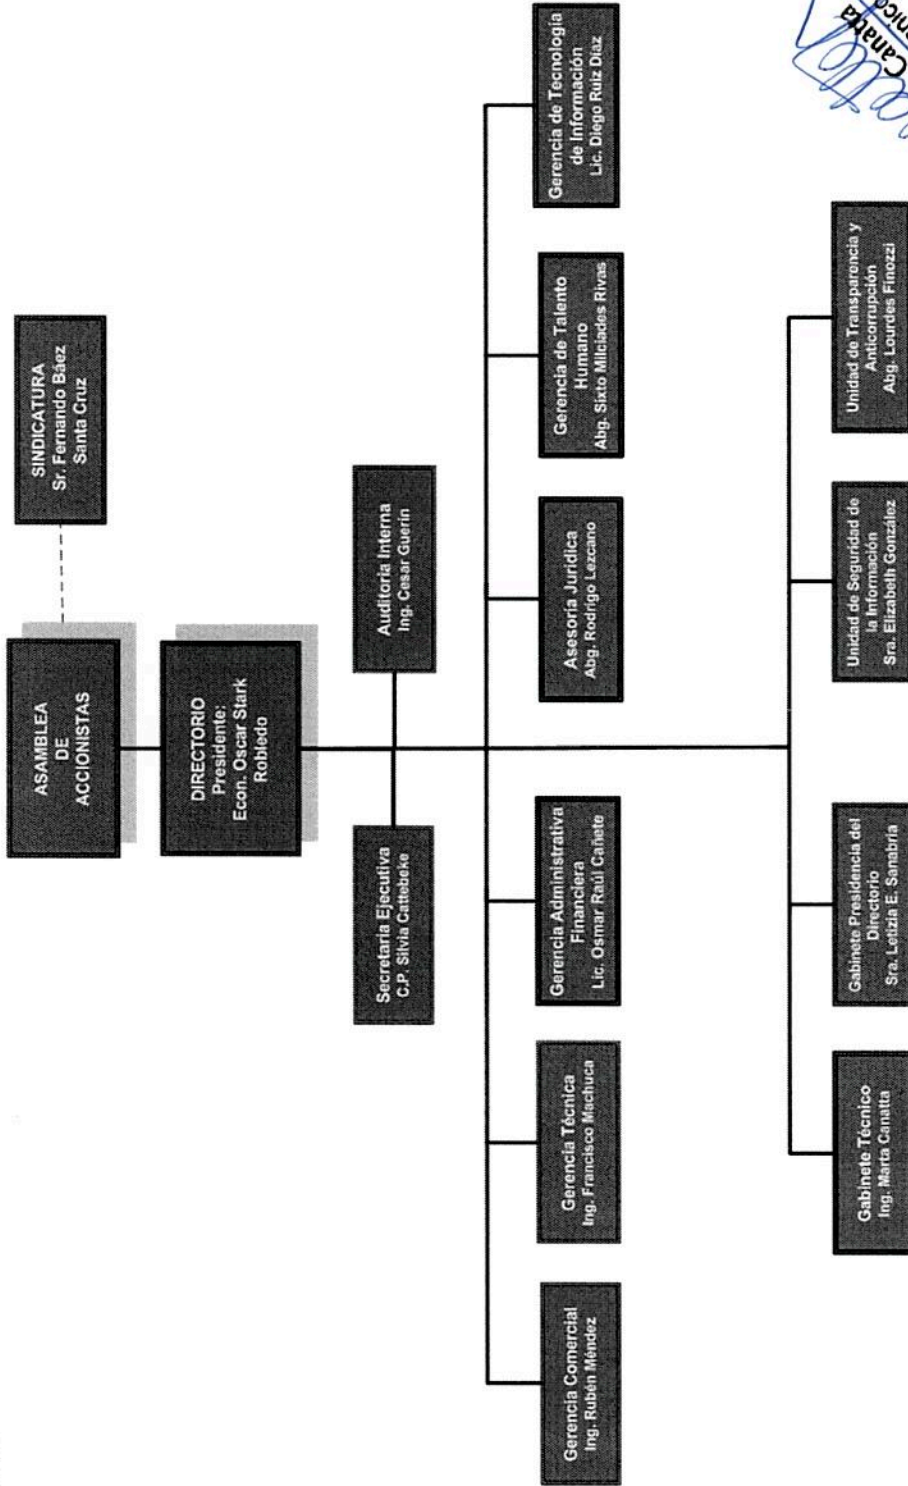 ASAMBLEA
DE
ACCIONISTAS
SINDICATURA
Sr. Fernando Báez
Santa Cruz
DIRECTORIO
Presidente:
Econ. Oscar Stark
Robledo
Secretaria Ejecutiva
C.P. Silvia Cattebeke
Auditoria Interna
Ing. Cesar Guerin
Gerencia Comercial
Ing. Rubén Méndez
Gerencia Técnica
Ing. Francisco Machuca
Gerencia Administrativa
Financiera
Lic. Osmar Raúl Cañete
Asesoría Juridica
Abg. Rodrigo Lezcano
Gerencia de Talento
Humano
Abg. Sixto Milciades Rivas
Gerencia de Tecnología
de Información
Lic. Diego Ruiz Díaz
Gabinete Técnico
Ing. Marta Canatta
Gabinete Presidencia del
Directorio
Sra. Letizia E. Sanabria
Unidad de Seguridad de
la Información
Sra. Elizabeth González
Unidad de Transparencia y
Anticorrupción
Abg. Lourdes Finozzi
Canatta